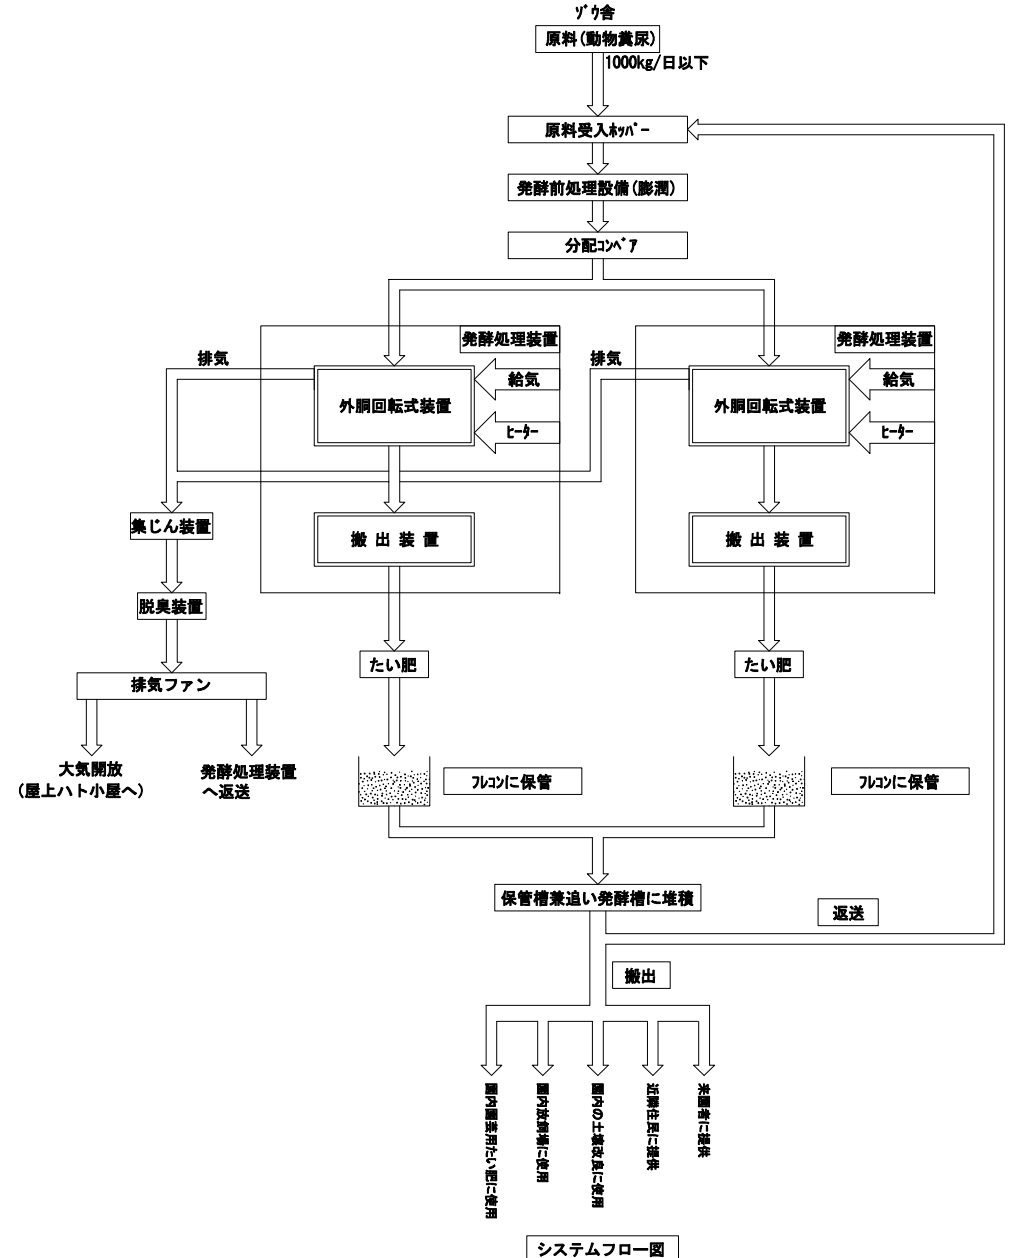 ｿﾞｳ舎
原料(動物糞尿)
1000kg/日以下
原料受入ﾎｯﾊﾟｰ
発酵前処理設備(膨潤)
分配ｺﾝﾍﾞｱ
発酵処理装置
発酵処理装置
排気
排気
給気
給気
外胴回転式装置
外胴回転式装置
ﾋｰﾀｰ
ﾋｰﾀｰ
集じん装置
搬出装置
搬出装置
脱臭装置
たい肥
たい肥
排気ファン
大気開放
(屋上ハト小屋へ)
発酵処理装置
へ返送
ﾌﾚｺﾝに保管
ﾌﾚｺﾝに保管
保管槽兼追い発酵槽に堆積
返送
搬出
園内園芸用たい肥に使用
園内放飼場に使用
園内の土壌改良に使用
近隣住民に提供
来園者に提供
システムフロー図